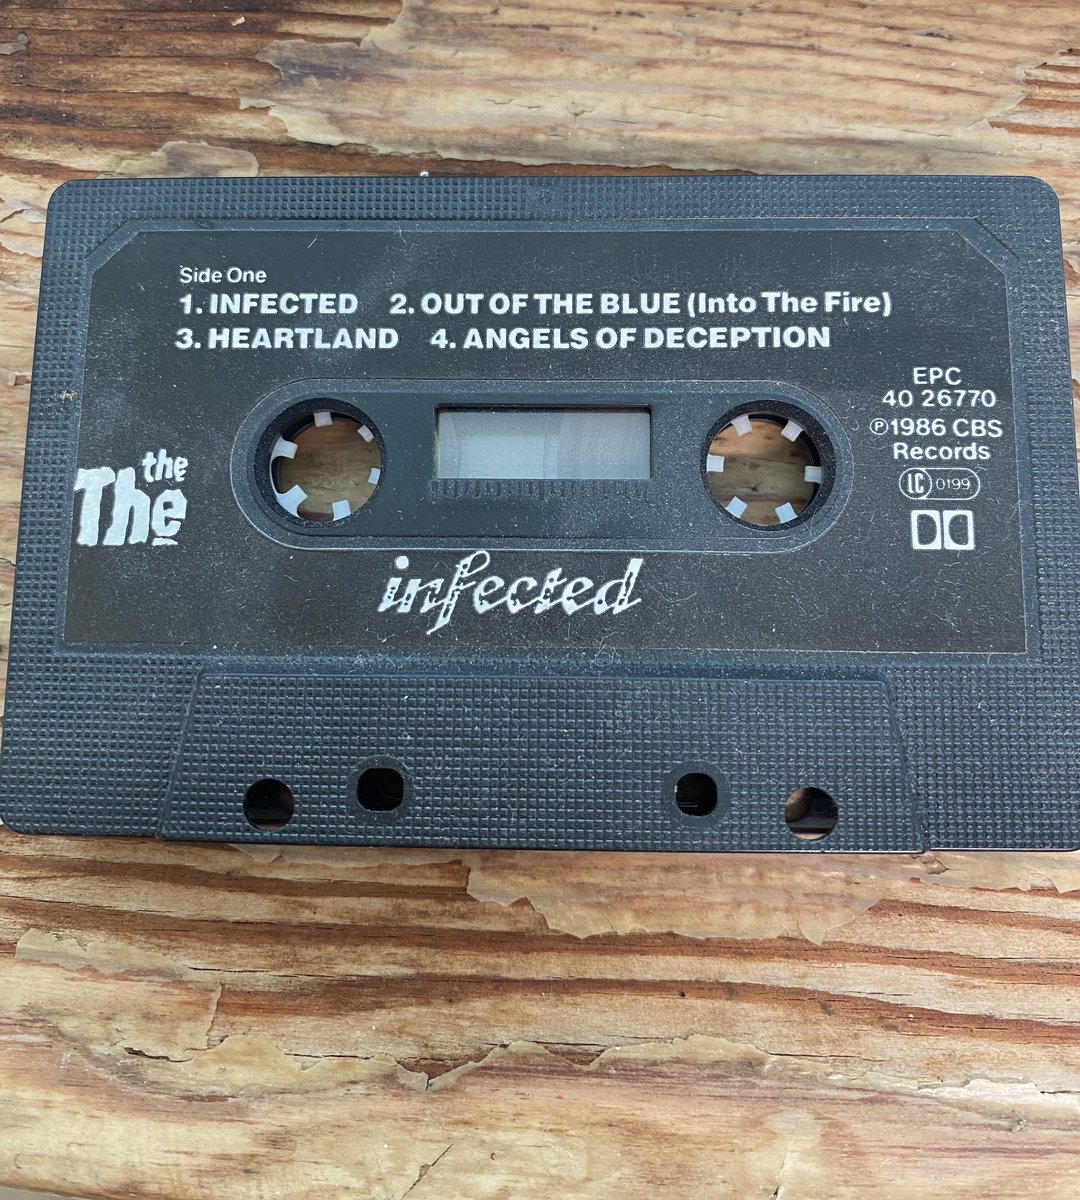 Side One
1. INFECTED 2. OUT OF THE BLUE (Into The Fire)
3. HEARTLAND 4. ANGELS OF DECEPTION
EPC
40 26770
℗1986 CBS
Records
LC 0199
the
The
infected